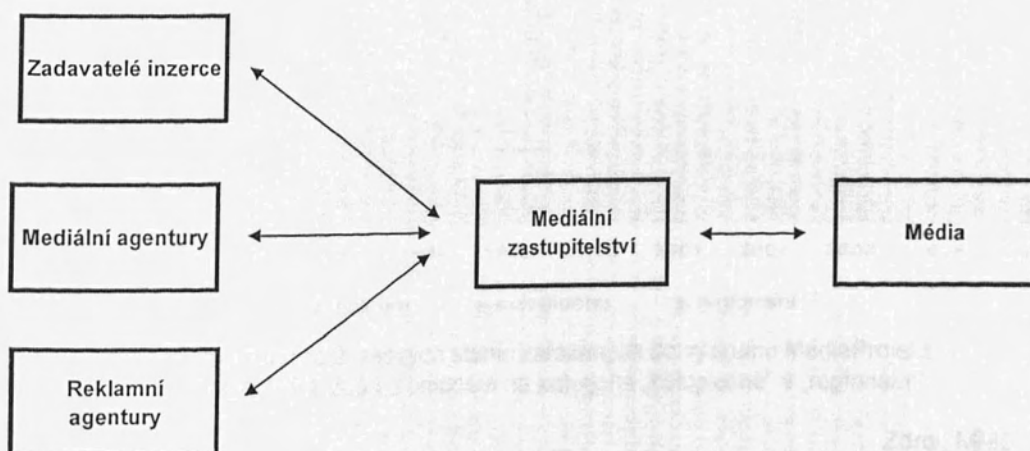 Zadavatelé inzerce
Mediální agentury
Reklamní
agentury
Mediální
zastupitelství
Média